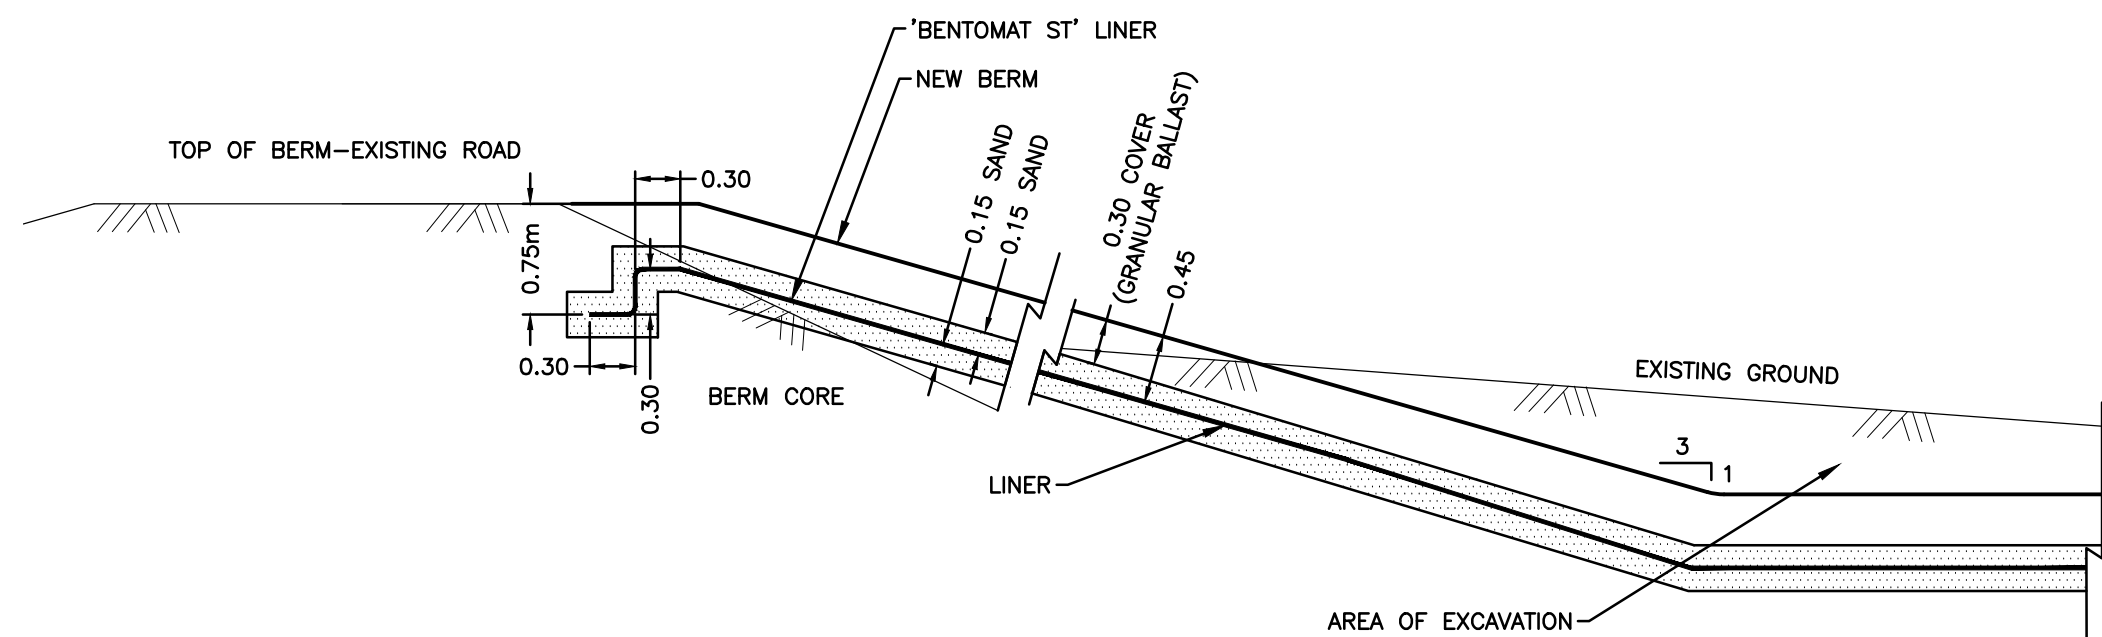 'BENTOMAT ST' LINER
NEW BERM
TOP OF BERM-EXISTING ROAD
0.30
0.15 SAND
0.15 SAND
0.30 COVER
(GRANULAR BALLAST)
0.45
0.75m
0.30
0.30
BERM CORE
EXISTING GROUND
3
1
LINER
AREA OF EXCAVATION